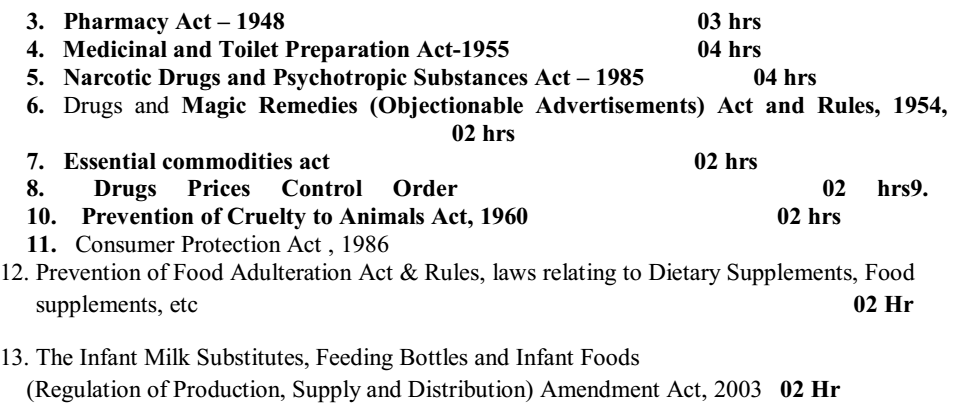 3. Pharmacy Act – 1948 03 hrs
4. Medicinal and Toilet Preparation Act-1955 04 hrs
5. Narcotic Drugs and Psychotropic Substances Act – 1985 04 hrs
6. Drugs and Magic Remedies (Objectionable Advertisements) Act and Rules, 1954,
02 hrs
7. Essential commodities act 02 hrs
8. Drugs Prices Control Order 02 hrs9.
10. Prevention of Cruelty to Animals Act, 1960 02 hrs
11. Consumer Protection Act , 1986
12. Prevention of Food Adulteration Act & Rules, laws relating to Dietary Supplements, Food
supplements, etc 02 Hr
13. The Infant Milk Substitutes, Feeding Bottles and Infant Foods
(Regulation of Production, Supply and Distribution) Amendment Act, 2003 02 Hr